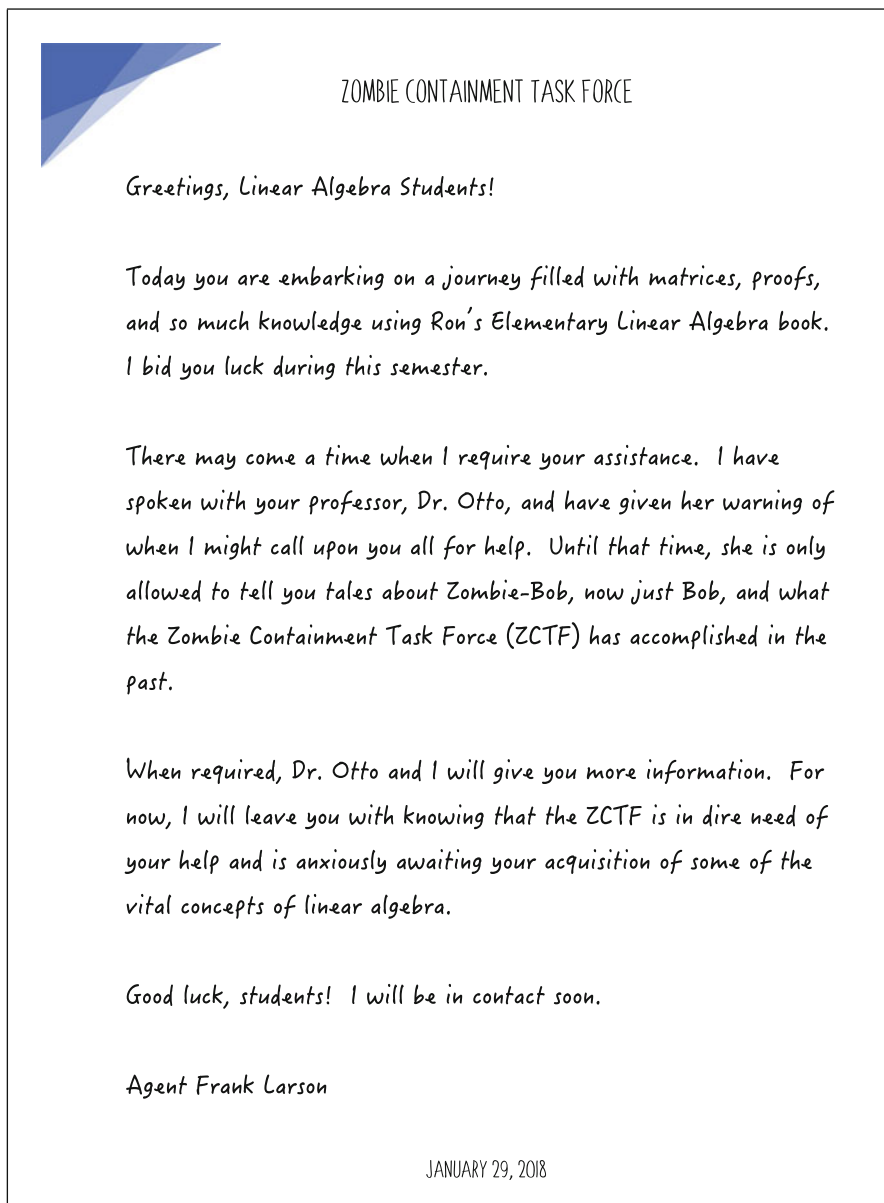 ZOMBIE CONTAINMENT TASK FORCE
Greetings, Linear Algebra Students!
Today you are embarking on a journey filled with matrices, proofs,
and so much knowledge using Ron's Elementary Linear Algebra book.
I bid you luck during this semester.
There may come a time when I require your assistance. I have
spoken with your professor, Dr. Otto, and have given her warning of
when I might call upon you all for help. Until that time, she is only
allowed to tell you tales about Zombie-Bob, now just Bob, and what
the Zombie Containment Task Force (ZCTF) has accomplished in the
past.
When required, Dr. Otto and I will give you more information. For
now, I will leave you with knowing that the ZCTF is in dire need of
your help and is anxiously awaiting your acquisition of some of the
vital concepts of linear algebra.
Good luck, students! I will be in contact soon.
Agent Frank Larson
JANUARY 29, 2018